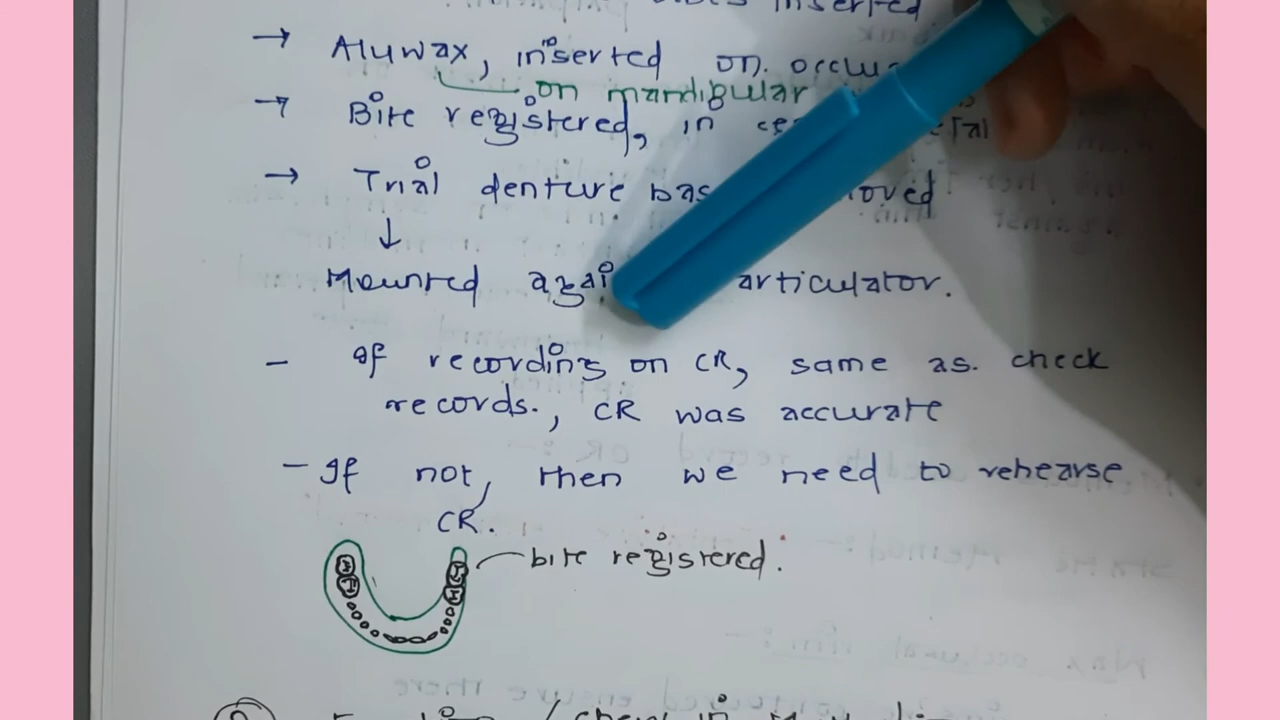 inserted
→ Aluwax, inserted on. occlu
on mandibular
→ Bite registered, in
→ Trial denture bas oved
↓
Mounted agai articulator.
- If recording on CR, same as. check
records., CR was accurate
- If not, then we need to rehearse
CR.
bite registered.